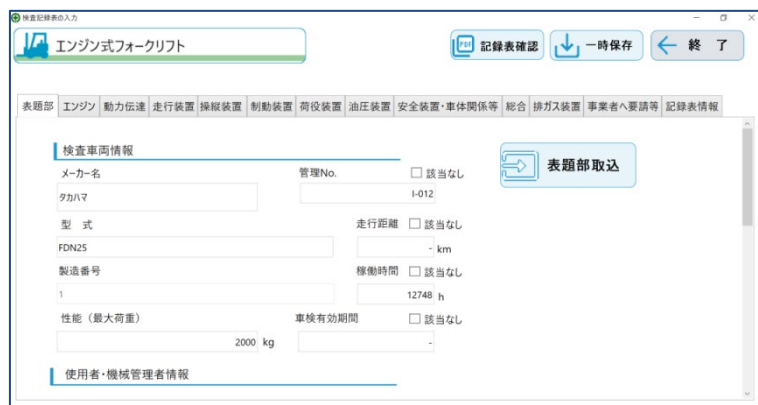 検査記録表の入力
エンジン式フォークリフト
PDF 記録表確認
一時保存
終 了
表題部 エンジン 動力伝達 走行装置 操縦装置 制動装置 荷役装置 油圧装置 安全装置・車体関係等 総合 排ガス装置 事業者へ要請等 記録表情報
検査車両情報
表題部取込
メーカー名 管理No. 該当なし
タカハマ I-012
型 式 走行距離 該当なし
FDN25 - km
製造番号 稼働時間 該当なし
1 12748 h
性能（最大荷重） 車検有効期間 該当なし
2000 kg -
使用者・機械管理者情報